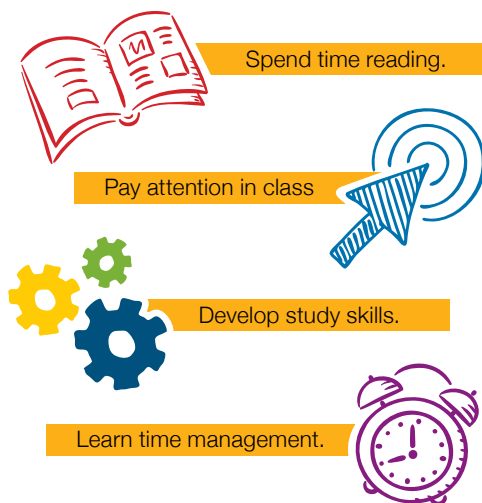 Spend time reading.
Pay attention in class
Develop study skills.
Learn time management.